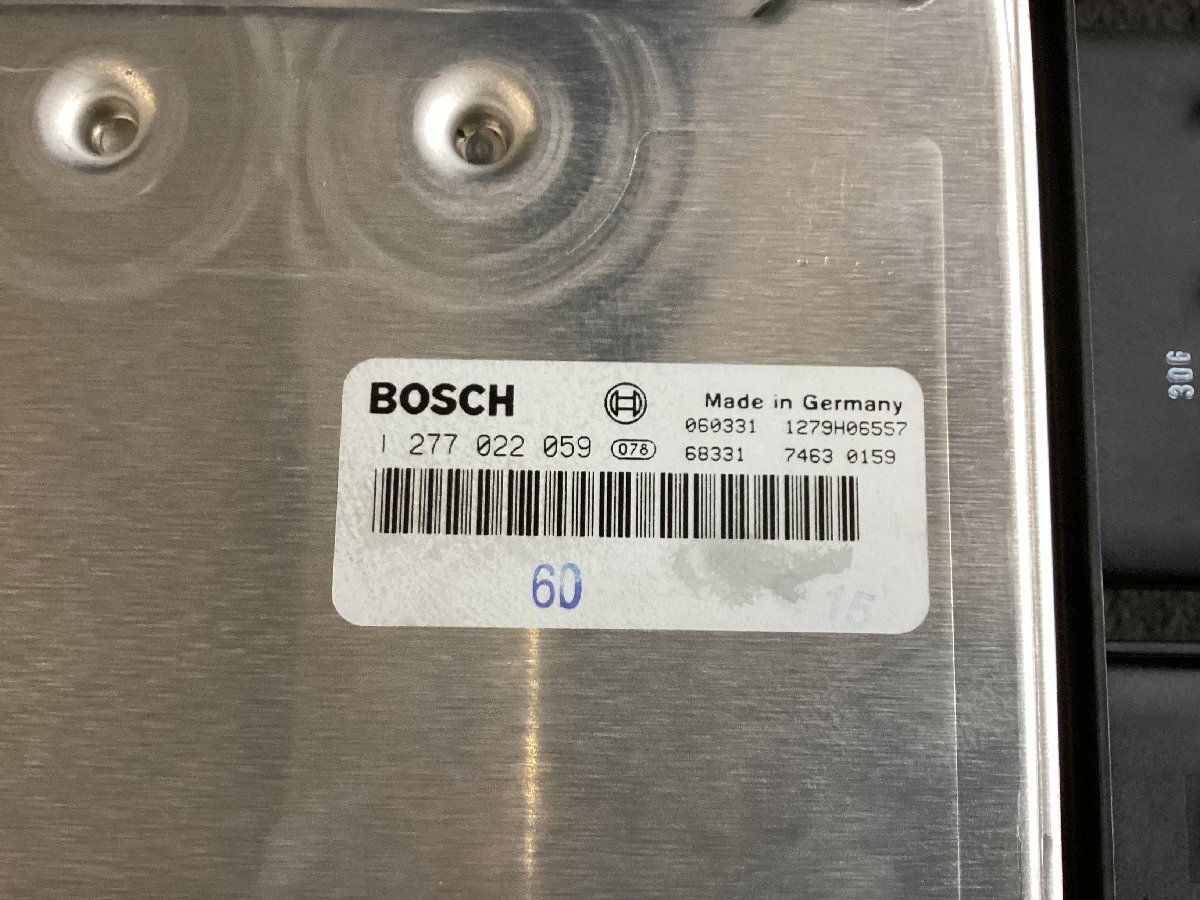 BOSCH
Made in Germany
060331 1279H06557
1 277 022 059 078
68331 7463 0159
60
15
306